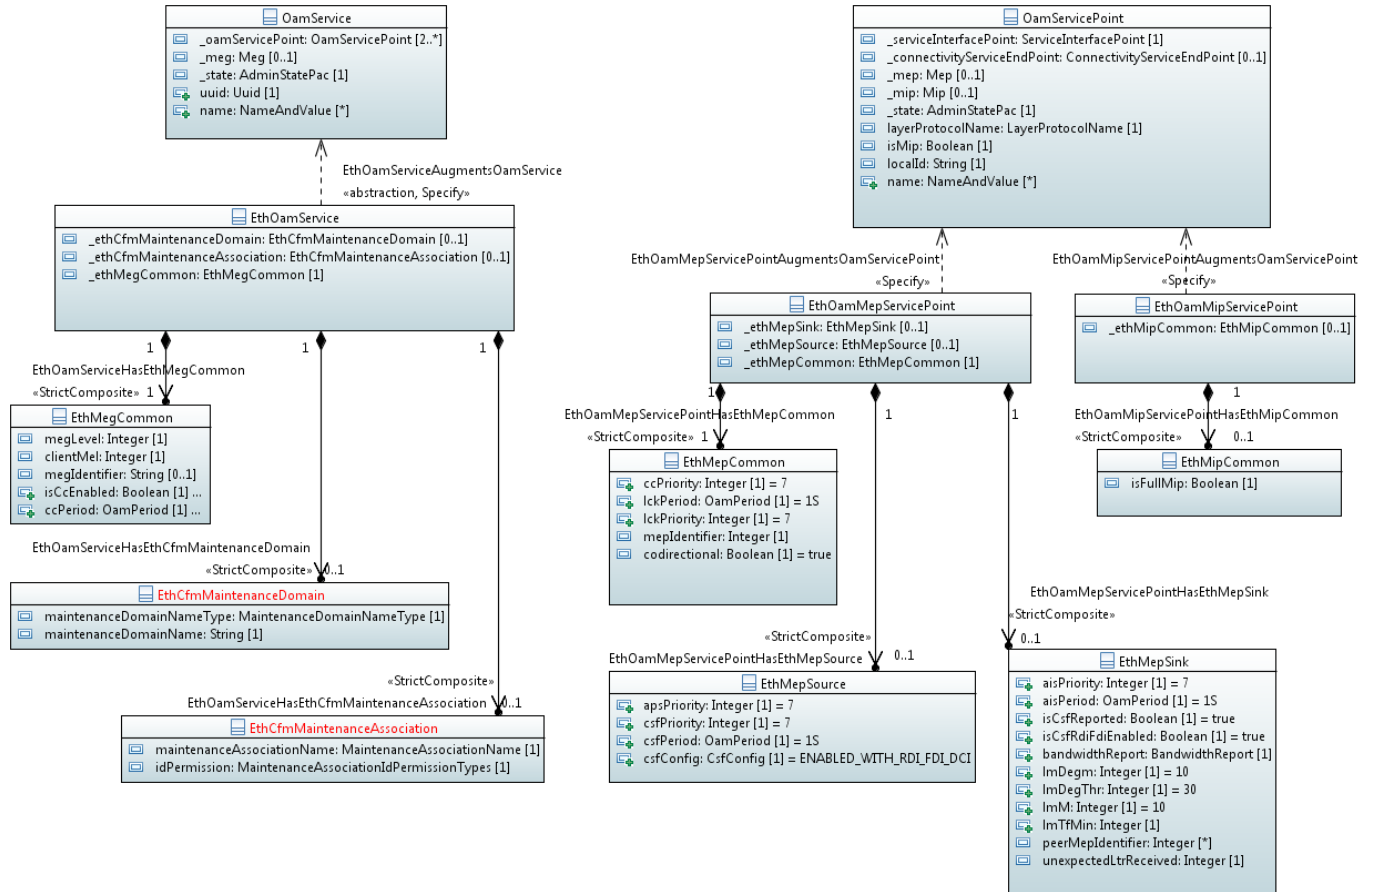 OamService
_oamServicePoint: OamServicePoint [2..*]
_meg: Meg [0..1]
_state: AdminStatePac [1]
uuid: Uuid [1]
name: NameAndValue [*]
EthOamServiceAugmentsOamService
«abstraction, Specify»
EthOamService
_ethCfmMaintenanceDomain: EthCfmMaintenanceDomain [0..1]
_ethCfmMaintenanceAssociation: EthCfmMaintenanceAssociation [0..1]
_ethMegCommon: EthMegCommon [1]
1
1
1
EthOamServiceHasEthMegCommon
«StrictComposite» 1
EthMegCommon
megLevel: Integer [1]
clientMel: Integer [1]
megIdentifier: String [0..1]
isCcEnabled: Boolean [1] ...
ccPeriod: OamPeriod [1] ...
EthOamServiceHasEthCfmMaintenanceDomain
«StrictComposite» 0..1
EthCfmMaintenanceDomain
maintenanceDomainNameType: MaintenanceDomainNameType [1]
maintenanceDomainName: String [1]
«StrictComposite»
EthOamServiceHasEthCfmMaintenanceAssociation 0..1
EthCfmMaintenanceAssociation
maintenanceAssociationName: MaintenanceAssociationName [1]
idPermission: MaintenanceAssociationIdPermissionTypes [1]
OamServicePoint
_serviceInterfacePoint: ServiceInterfacePoint [1]
_connectivityServiceEndPoint: ConnectivityServiceEndPoint [0..1]
_mep: Mep [0..1]
_mip: Mip [0..1]
_state: AdminStatePac [1]
layerProtocolName: LayerProtocolName [1]
isMip: Boolean [1]
localId: String [1]
name: NameAndValue [*]
EthOamMepServicePointAugmentsOamServicePoint
«Specify»
EthOamMipServicePointAugmentsOamServicePoint
«Specify»
EthOamMepServicePoint
_ethMepSink: EthMepSink [0..1]
_ethMepSource: EthMepSource [0..1]
_ethMepCommon: EthMepCommon [1]
EthOamMipServicePoint
_ethMipCommon: EthMipCommon [0..1]
1
1
1
1
EthOamMepServicePointHasEthMepCommon
«StrictComposite» 1
EthMepCommon
ccPriority: Integer [1] = 7
lckPeriod: OamPeriod [1] = 1S
lckPriority: Integer [1] = 7
mepIdentifier: Integer [1]
codirectional: Boolean [1] = true
EthOamMipServicePointHasEthMipCommon
«StrictComposite» 0..1
EthMipCommon
isFullMip: Boolean [1]
«StrictComposite»
EthOamMepServicePointHasEthMepSource 0..1
EthMepSource
apsPriority: Integer [1] = 7
csfPriority: Integer [1] = 7
csfPeriod: OamPeriod [1] = 1S
csfConfig: CsfConfig [1] = ENABLED_WITH_RDI_FDI_DCI
EthOamMepServicePointHasEthMepSink
«StrictComposite»
0..1
EthMepSink
aisPriority: Integer [1] = 7
aisPeriod: OamPeriod [1] = 1S
isCsfReported: Boolean [1] = true
isCsfRdiFdiEnabled: Boolean [1] = true
bandwidthReport: BandwidthReport [1]
lmDegm: Integer [1] = 10
lmDegThr: Integer [1] = 30
lmM: Integer [1] = 10
lmTfMin: Integer [1]
peerMepIdentifier: Integer [*]
unexpectedLtrReceived: Integer [1]